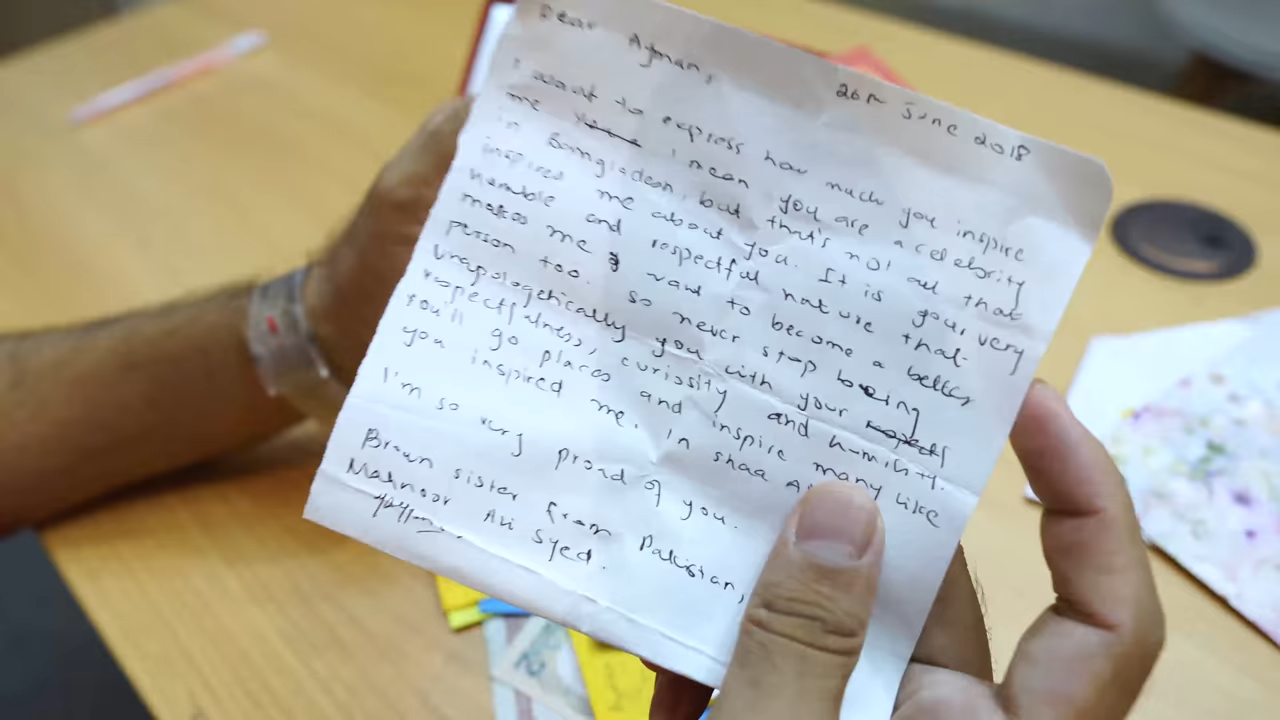 Dear Ayman,
26th June 2018
I want to express how much you inspire
me I mean you are a celebrity
in Bangladesh, but that's not all that
inspires me about you. It is your very
humble and respectful nature that
makes me want to become a better
person too. so never stop being
unapologetically you with your
respectfulness, curiosity and humility.
You'll go places and inspire many like
you inspired me. In shaa
I'm so very proud of you.
Brown sister from Pakistan,
Mahnoor Ali Syed.